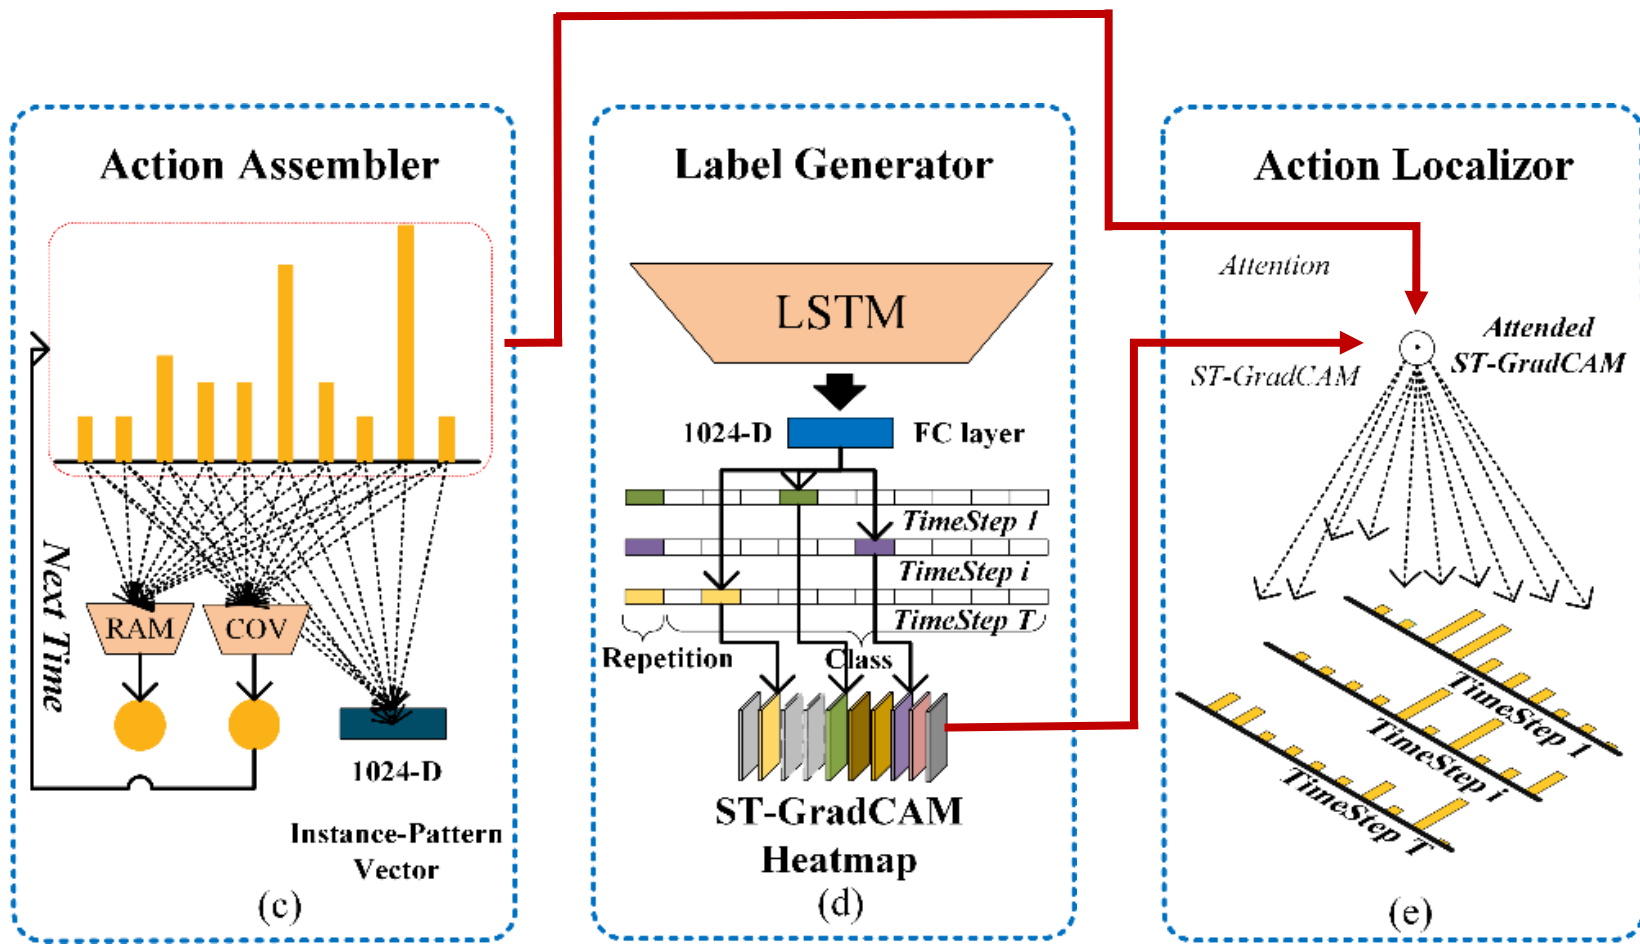 Action Assembler
Next Time
RAM
COV
1024-D
Instance-Pattern
Vector
(c)
Label Generator
LSTM
1024-D
FC layer
TimeStep 1
TimeStep i
TimeStep T
Repetition
Class
ST-GradCAM
Heatmap
(d)
Action Localizor
Attention
ST-GradCAM
Attended
ST-GradCAM
TimeStep 1
TimeStep i
TimeStep T
(e)